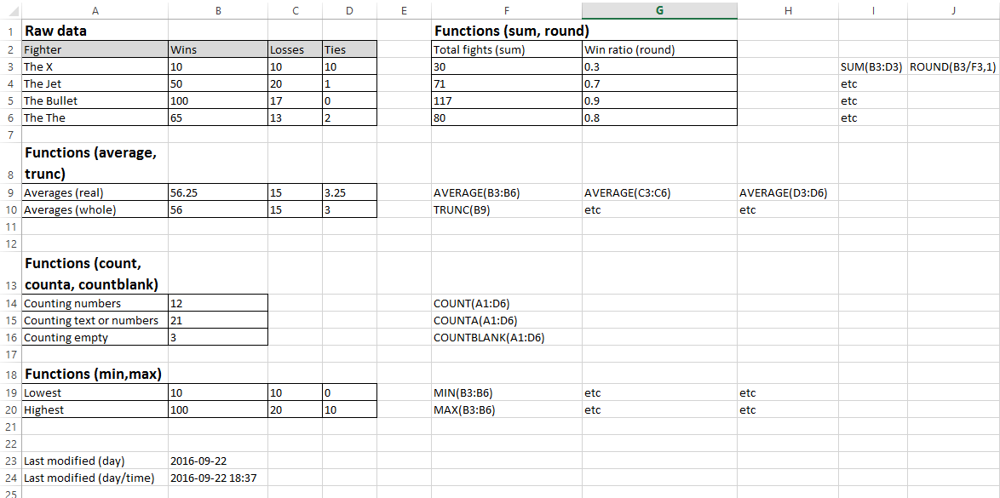 A B C D E F G H I J
1 Raw data Functions (sum, round)
2 Fighter Wins Losses Ties Total fights (sum) Win ratio (round)
3 The X 10 10 10 30 0.3 SUM(B3:D3) ROUND(B3/F3,1)
4 The Jet 50 20 1 71 0.7 etc
5 The Bullet 100 17 0 117 0.9 etc
6 The The 65 13 2 80 0.8 etc
7
Functions (average,
8 trunc)
9 Averages (real) 56.25 15 3.25 AVERAGE(B3:B6) AVERAGE(C3:C6) AVERAGE(D3:D6)
10 Averages (whole) 56 15 3 TRUNC(B9) etc etc
11
12
Functions (count,
13 counta, countblank)
14 Counting numbers 12 COUNT(A1:D6)
15 Counting text or numbers 21 COUNTA(A1:D6)
16 Counting empty 3 COUNTBLANK(A1:D6)
17
18 Functions (min,max)
19 Lowest 10 10 0 MIN(B3:B6) etc etc
20 Highest 100 20 10 MAX(B3:B6) etc etc
21
22
23 Last modified (day) 2016-09-22
24 Last modified (day/time) 2016-09-22 18:37
25